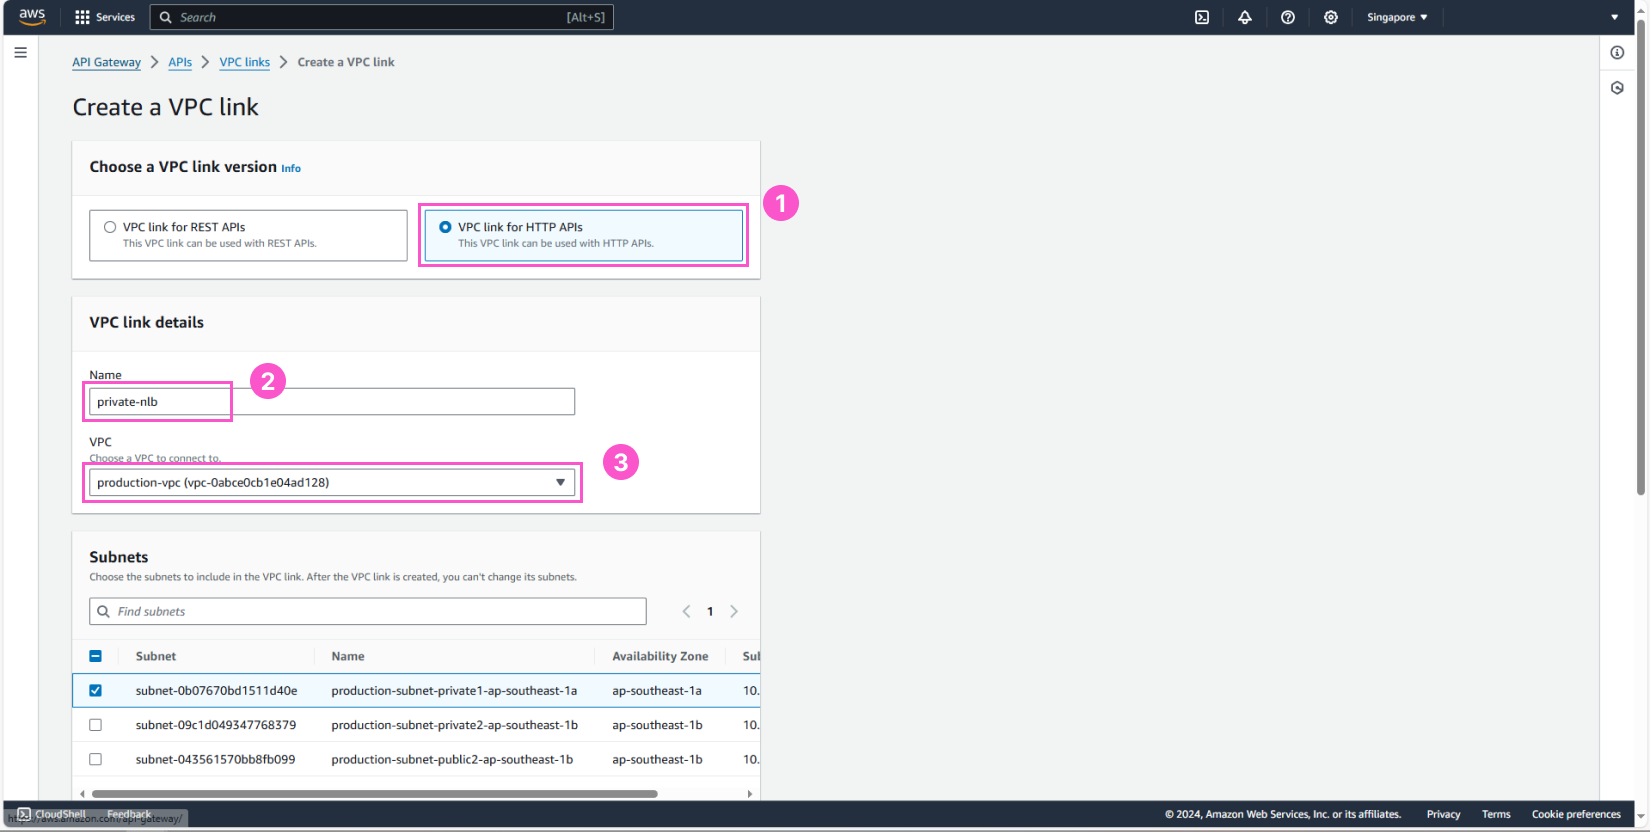 aws Services Search [Alt+S] Singapore
API Gateway APIs VPC links Create a VPC link
Create a VPC link
Choose a VPC link version Info
1
VPC link for REST APIs
This VPC link can be used with REST APIs.
VPC link for HTTP APIs
This VPC link can be used with HTTP APIs.
VPC link details
Name
2
private-nlb
VPC
Choose a VPC to connect to.
3
production-vpc (vpc-0abce0cb1e04ad128)
Subnets
Choose the subnets to include in the VPC link. After the VPC link is created, you can't change its subnets.
Find subnets 1
Subnet Name Availability Zone Sul
subnet-0b07670bd1511d40e production-subnet-private1-ap-southeast-1a ap-southeast-1a 10.
subnet-09c1d049347768379 production-subnet-private2-ap-southeast-1b ap-southeast-1b 10.
subnet-043561570bb8fb099 production-subnet-public2-ap-southeast-1b ap-southeast-1b 10.
CloudShell Feedback © 2024, Amazon Web Services, Inc. or its affiliates. Privacy Terms Cookie preferences
https://aws.amazon.com/api-gateway/